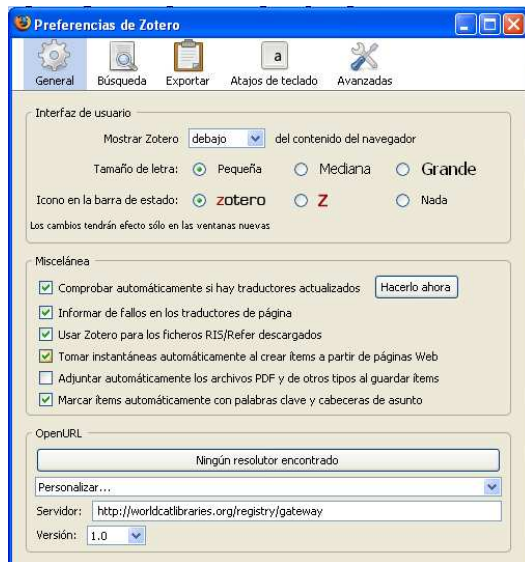 Preferencias de Zotero
General Búsqueda Exportar Atajos de teclado Avanzadas
Interfaz de usuario
Mostrar Zotero debajo del contenido del navegador
Tamaño de letra: Pequeña Mediana Grande
Icono en la barra de estado: zotero Z Nada
Los cambios tendrán efecto sólo en las ventanas nuevas
Miscelánea
Comprobar automáticamente si hay traductores actualizados Hacerlo ahora
Informar de fallos en los traductores de página
Usar Zotero para los ficheros RIS/Refer descargados
Tomar instantáneas automáticamente al crear ítems a partir de páginas Web
Adjuntar automáticamente los archivos PDF y de otros tipos al guardar ítems
Marcar ítems automáticamente con palabras clave y cabeceras de asunto
OpenURL
Ningún resolutor encontrado
Personalizar...
Servidor: http://worldcatlibraries.org/registry/gateway
Versión: 1.0